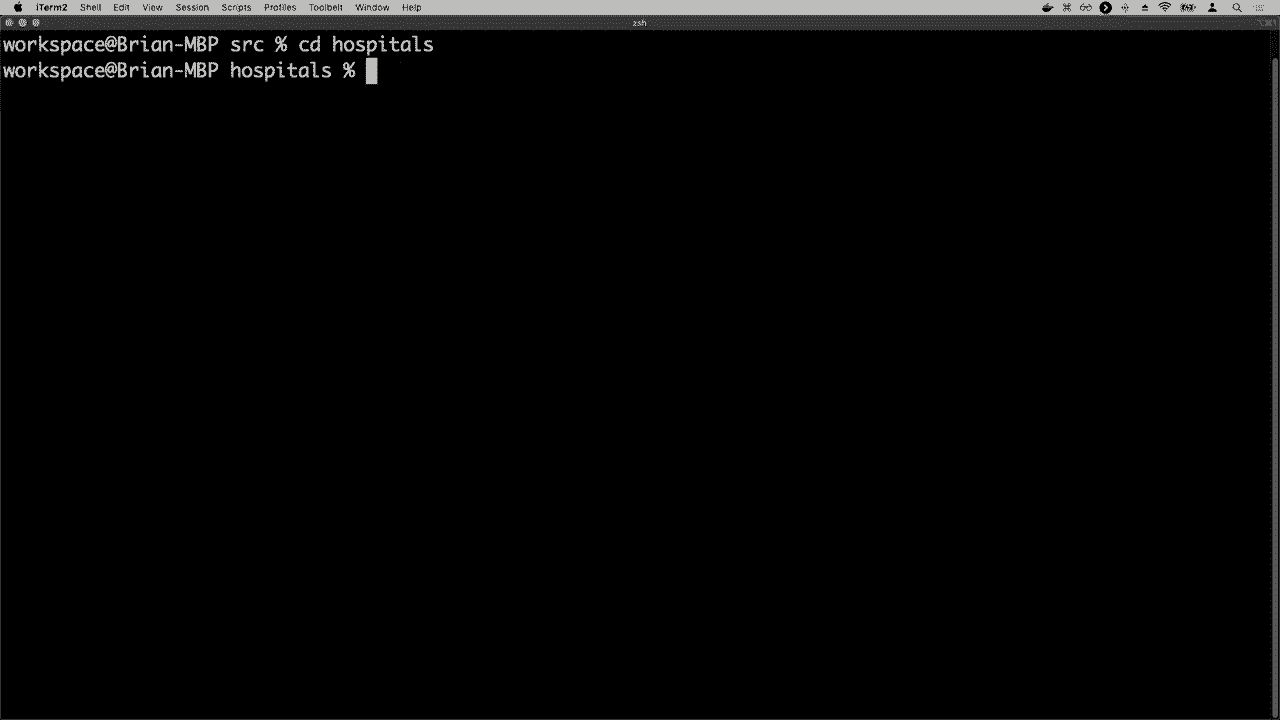 iTerm2 Shell Edit View Session Scripts Profiles Toolbelt Window Help
zsh
workspace@Brian-MBP src % cd hospitals
workspace@Brian-MBP hospitals %